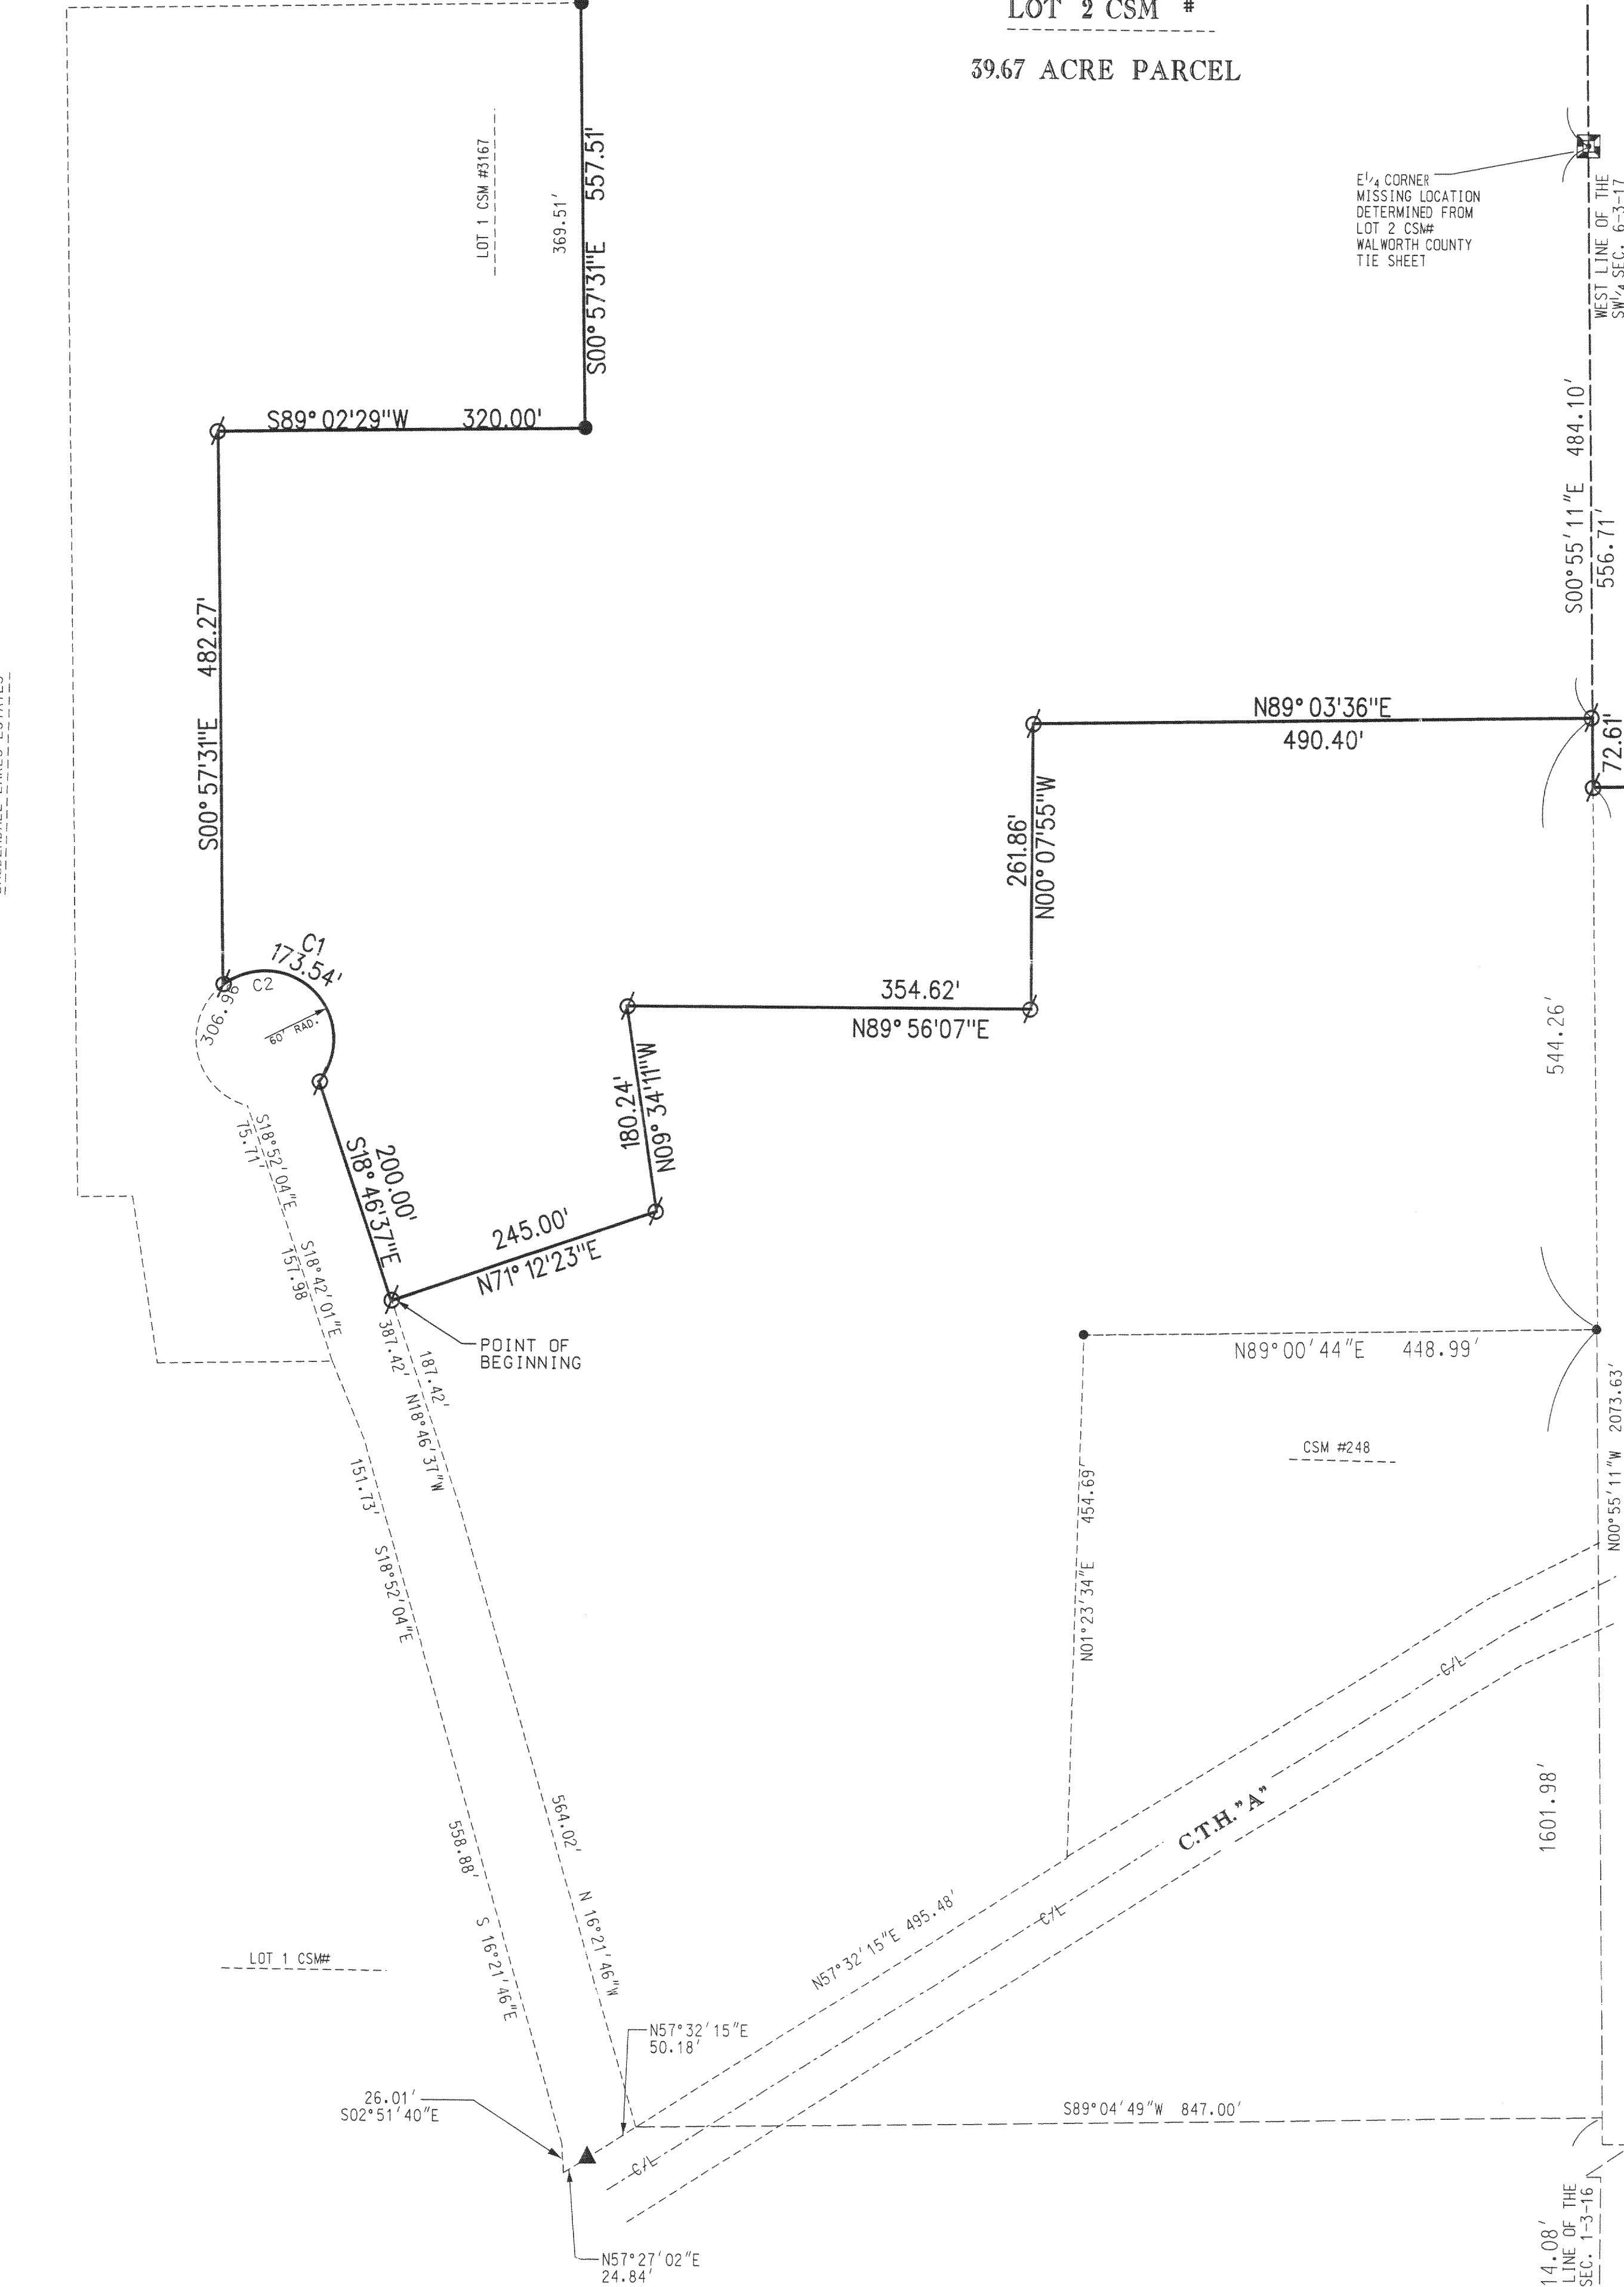 LOT 2 CSM #
39.67 ACRE PARCEL
LOT 1 CSM #3167
369.51'
S00°57'31"E 557.51'
E1/4 CORNER
MISSING LOCATION
DETERMINED FROM
LOT 2 CSM#
WALWORTH COUNTY
TIE SHEET
WEST LINE OF THE
SW1/4 SEC. 6-3-17
S89°02'29"W 320.00'
S00°55'11"E 484.10'
556.71'
S00°57'31"E 482.27'
N89°03'36"E
490.40'
72.61'
261.86'
N00°07'55"W
C1
173.54'
C2
306.96
60' RAD.
354.62'
N89°56'07"E
544.26'
180.24'
N09°34'11"W
S18°52'04"E
75.71'
200.00'
S18°46'37"E
245.00'
N71°12'23"E
S18°42'01"E
157.98
POINT OF
BEGINNING
387.42' N18°46'37"W
187.42'
N89°00'44"E 448.99'
CSM #248
N00°55'11"W 2073.63'
151.73' S18°52'04"E
N01°23'34"E 454.69'
C/L
C.T.H. "A"
1601.98'
564.02' N 16°21'46"W
558.88' S 16°21'46"E
N57°32'15"E 495.48'
C/L
LOT 1 CSM#
N57°32'15"E
50.18'
26.01'
S02°51'40"E
S89°04'49"W 847.00'
C/L
N57°27'02"E
24.84'
14.08'
LINE OF THE
SEC. 1-3-16